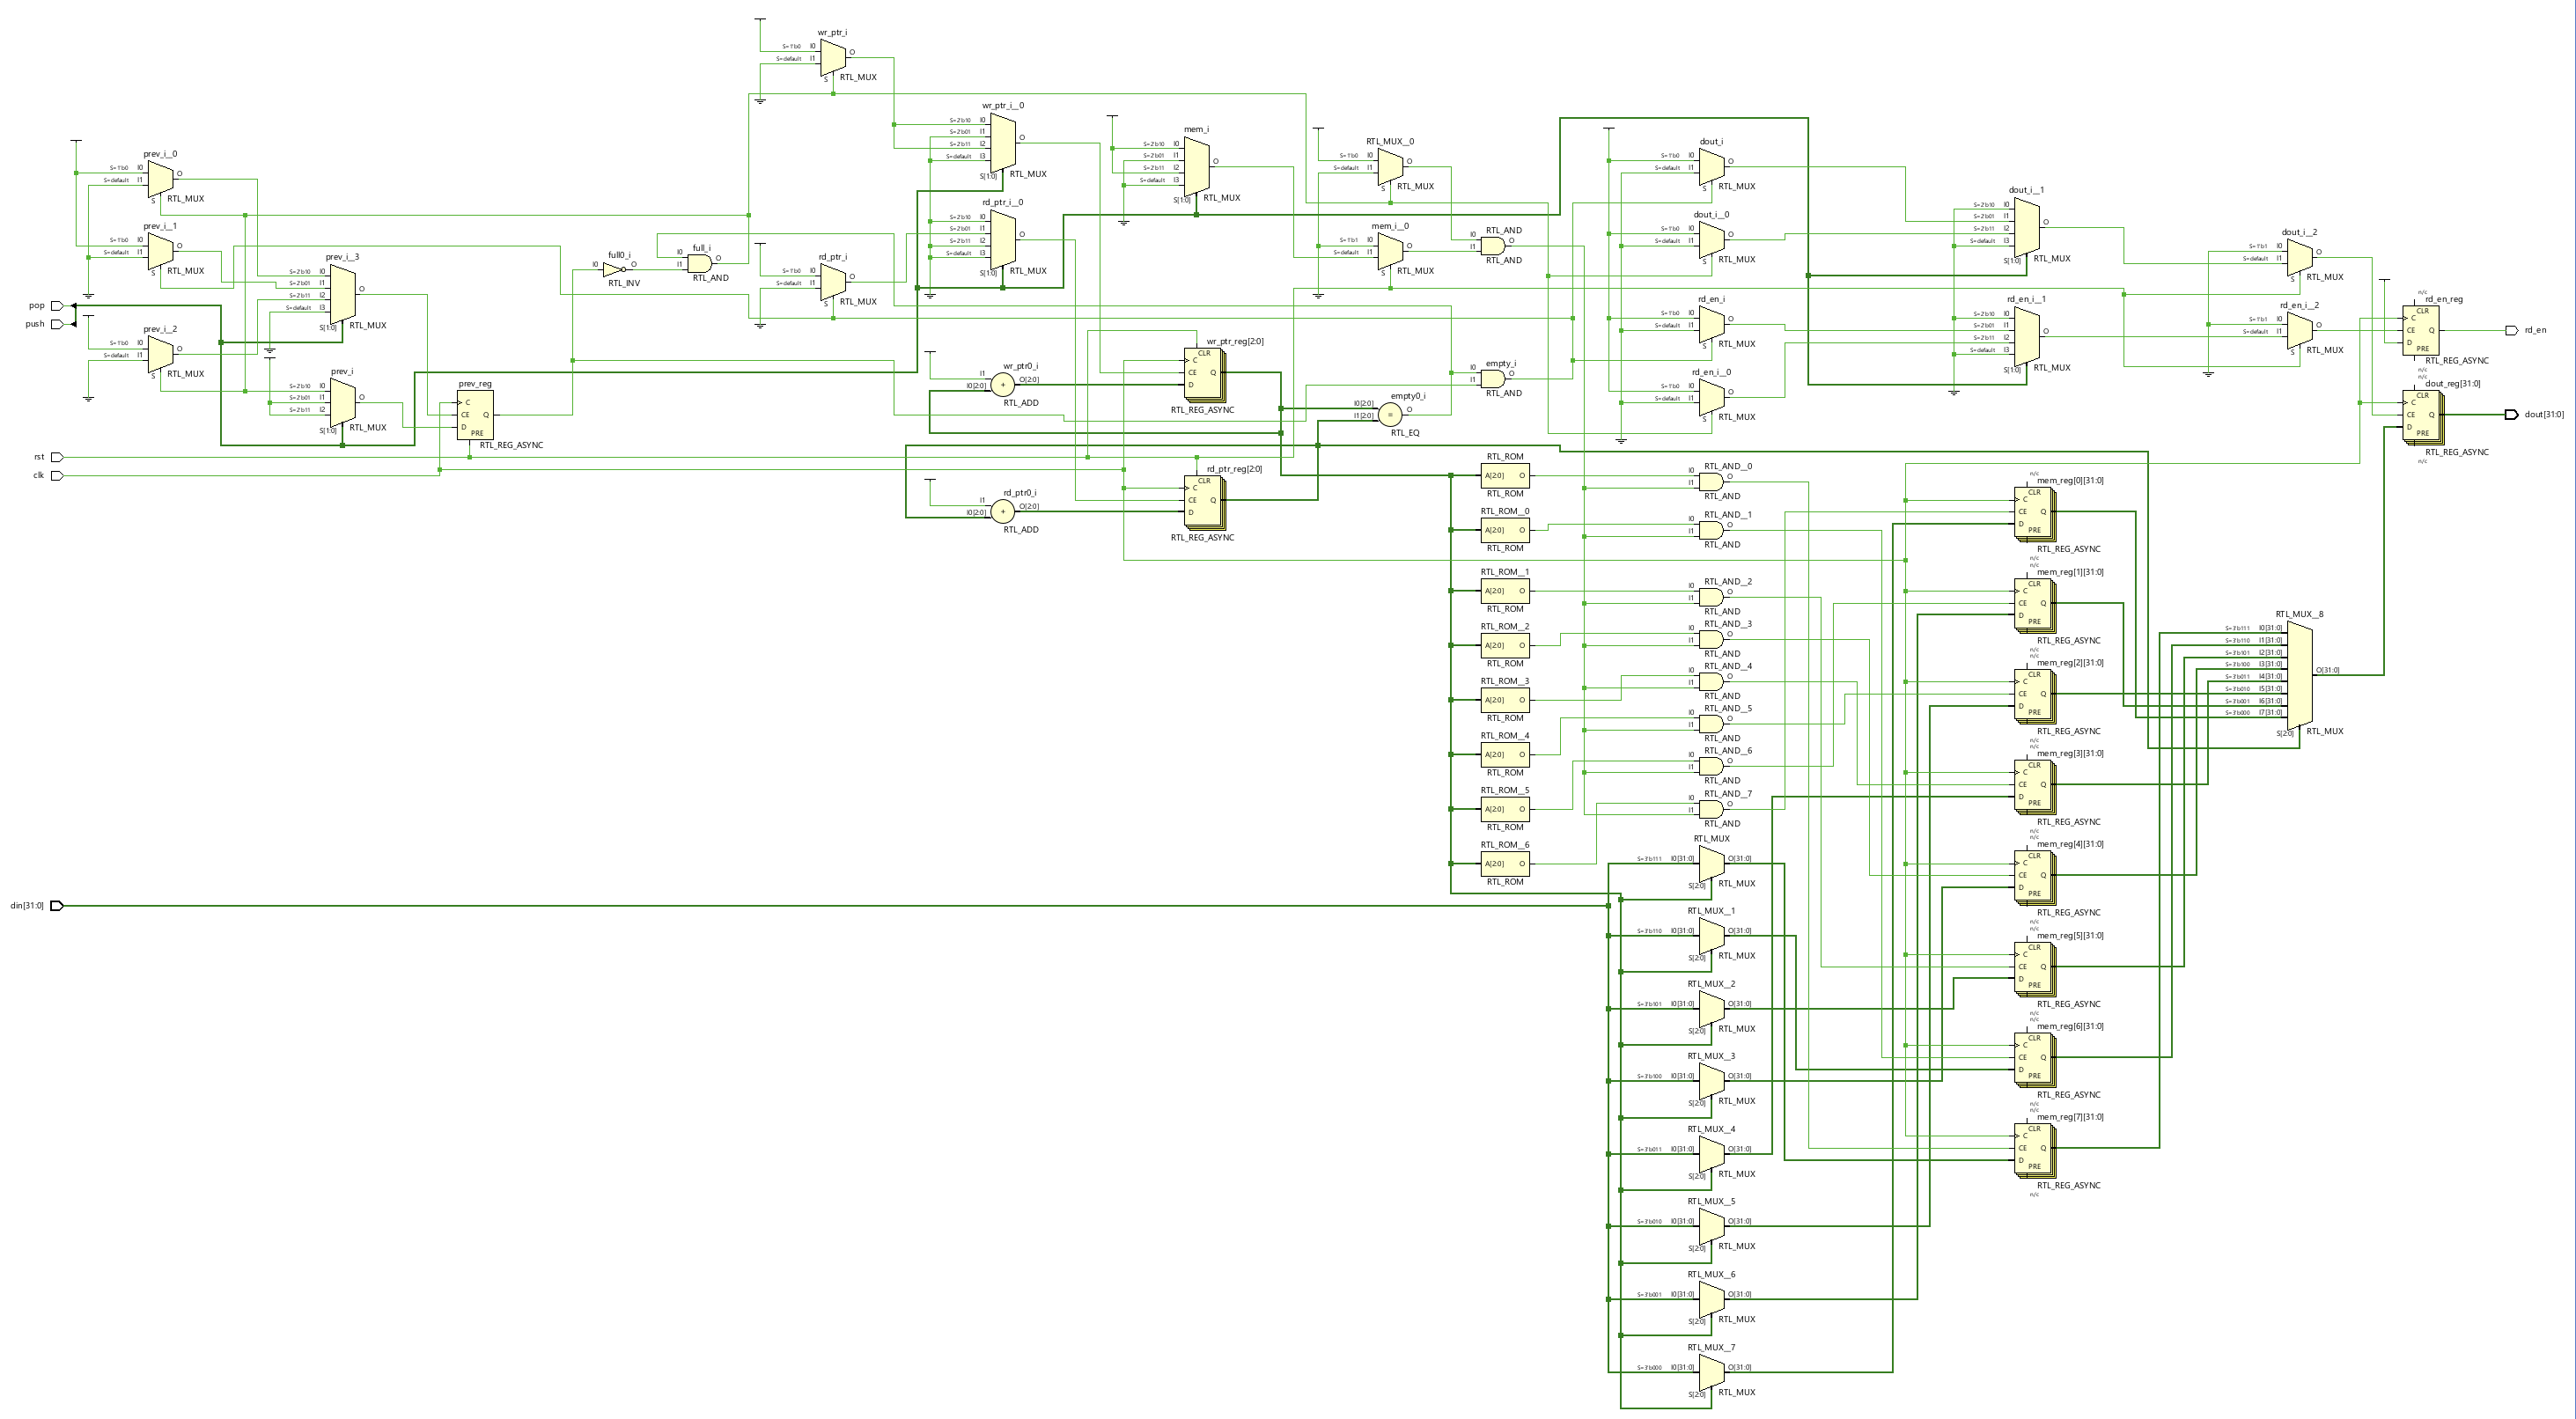 pop
push
rst
clk
din[31:0]
prev_i__0
S=1'b0 I0
S=default I1
S
O
RTL_MUX
prev_i__1
S=1'b0 I0
S=default I1
S
O
RTL_MUX
prev_i__2
S=1'b0 I0
S=default I1
S
O
RTL_MUX
prev_i__3
S=2'b10 I0
S=2'b01 I1
S=2'b11 I2
S=default I3
S[1:0]
O
RTL_MUX
prev_i
S=2'b10 I0
S=2'b01 I1
S=2'b11 I2
S[1:0]
O
RTL_MUX
prev_reg
C
CE Q
D
PRE
RTL_REG_ASYNC
full0_i
I0 O
RTL_INV
full_i
I0
I1
O
RTL_AND
wr_ptr_i
S=1'b0 I0
S=default I1
S
O
RTL_MUX
rd_ptr_i
S=1'b0 I0
S=default I1
S
O
RTL_MUX
wr_ptr_i__0
S=2'b10 I0
S=2'b01 I1
S=2'b11 I2
S=default I3
S[1:0]
O
RTL_MUX
rd_ptr_i__0
S=2'b10 I0
S=2'b01 I1
S=2'b11 I2
S=default I3
S[1:0]
O
RTL_MUX
wr_ptr0_i
I1
I0[2:0]
+
O[2:0]
RTL_ADD
rd_ptr0_i
I1
I0[2:0]
+
O[2:0]
RTL_ADD
mem_i
S=2'b10 I0
S=2'b01 I1
S=2'b11 I2
S=default I3
S[1:0]
O
RTL_MUX
wr_ptr_reg[2:0]
CLR
C
CE Q
D
RTL_REG_ASYNC
rd_ptr_reg[2:0]
CLR
C
CE Q
D
RTL_REG_ASYNC
RTL_MUX__0
S=1'b0 I0
S=default I1
S
O
RTL_MUX
mem_i__0
S=1'b1 I0
S=default I1
S
O
RTL_MUX
empty0_i
I0[2:0]
I1[2:0]
=
O
RTL_EQ
RTL_AND
I0
I1
O
RTL_AND
empty_i
I0
I1
O
RTL_AND
RTL_ROM
A[2:0] O
RTL_ROM
RTL_ROM__0
A[2:0] O
RTL_ROM
RTL_ROM__1
A[2:0] O
RTL_ROM
RTL_ROM__2
A[2:0] O
RTL_ROM
RTL_ROM__3
A[2:0] O
RTL_ROM
RTL_ROM__4
A[2:0] O
RTL_ROM
RTL_ROM__5
A[2:0] O
RTL_ROM
RTL_ROM__6
A[2:0] O
RTL_ROM
dout_i
S=1'b0 I0
S=default I1
S
O
RTL_MUX
dout_i__0
S=1'b0 I0
S=default I1
S
O
RTL_MUX
rd_en_i
S=1'b0 I0
S=default I1
S
O
RTL_MUX
rd_en_i__0
S=1'b0 I0
S=default I1
S
O
RTL_MUX
RTL_AND__0
I0
I1
O
RTL_AND
RTL_AND__1
I0
I1
O
RTL_AND
RTL_AND__2
I0
I1
O
RTL_AND
RTL_AND__3
I0
I1
O
RTL_AND
RTL_AND__4
I0
I1
O
RTL_AND
RTL_AND__5
I0
I1
O
RTL_AND
RTL_AND__6
I0
I1
O
RTL_AND
RTL_AND__7
I0
I1
O
RTL_AND
RTL_MUX
S=3'b111 I0[31:0] O[31:0]
S[2:0]
RTL_MUX
RTL_MUX__1
S=3'b110 I0[31:0] O[31:0]
S[2:0]
RTL_MUX
RTL_MUX__2
S=3'b101 I0[31:0] O[31:0]
S[2:0]
RTL_MUX
RTL_MUX__3
S=3'b100 I0[31:0] O[31:0]
S[2:0]
RTL_MUX
RTL_MUX__4
S=3'b011 I0[31:0] O[31:0]
S[2:0]
RTL_MUX
RTL_MUX__5
S=3'b010 I0[31:0] O[31:0]
S[2:0]
RTL_MUX
RTL_MUX__6
S=3'b001 I0[31:0] O[31:0]
S[2:0]
RTL_MUX
RTL_MUX__7
S=3'b000 I0[31:0] O[31:0]
S[2:0]
RTL_MUX
dout_i__1
S=2'b10 I0
S=2'b01 I1
S=2'b11 I2
S=default I3
S[1:0]
O
RTL_MUX
rd_en_i__1
S=2'b10 I0
S=2'b01 I1
S=2'b11 I2
S=default I3
S[1:0]
O
RTL_MUX
n/c
mem_reg[0][31:0]
CLR
C
CE Q
D
PRE
RTL_REG_ASYNC
n/c
n/c
mem_reg[1][31:0]
CLR
C
CE Q
D
PRE
RTL_REG_ASYNC
n/c
n/c
mem_reg[2][31:0]
CLR
C
CE Q
D
PRE
RTL_REG_ASYNC
n/c
n/c
mem_reg[3][31:0]
CLR
C
CE Q
D
PRE
RTL_REG_ASYNC
n/c
n/c
mem_reg[4][31:0]
CLR
C
CE Q
D
PRE
RTL_REG_ASYNC
n/c
n/c
mem_reg[5][31:0]
CLR
C
CE Q
D
PRE
RTL_REG_ASYNC
n/c
n/c
mem_reg[6][31:0]
CLR
C
CE Q
D
PRE
RTL_REG_ASYNC
n/c
n/c
mem_reg[7][31:0]
CLR
C
CE Q
D
PRE
RTL_REG_ASYNC
n/c
dout_i__2
S=1'b1 I0
S=default I1
S
O
RTL_MUX
rd_en_i__2
S=1'b1 I0
S=default I1
S
O
RTL_MUX
RTL_MUX__8
S=3'b111 I0[31:0]
S=3'b110 I1[31:0]
S=3'b101 I2[31:0]
S=3'b100 I3[31:0]
S=3'b011 I4[31:0]
S=3'b010 I5[31:0]
S=3'b001 I6[31:0]
S=3'b000 I7[31:0]
S[2:0]
O[31:0]
RTL_MUX
n/c
rd_en_reg
CLR
C
CE Q
D
PRE
RTL_REG_ASYNC
n/c
n/c
dout_reg[31:0]
CLR
C
CE Q
D
PRE
RTL_REG_ASYNC
n/c
rd_en
dout[31:0]